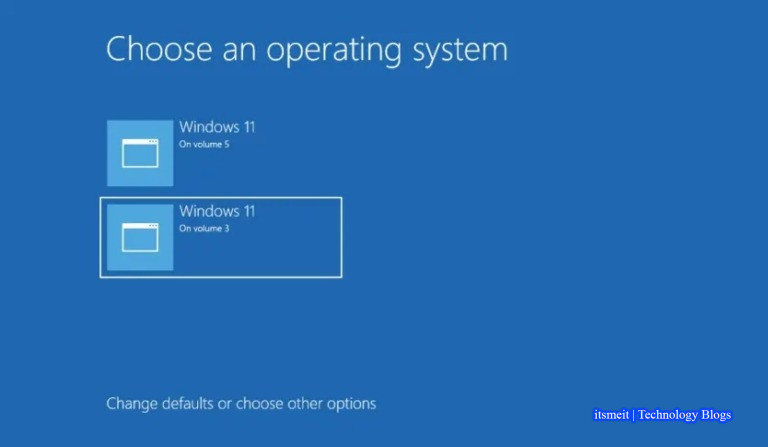 Choose an operating system
Windows 11
On volume 5
Windows 11
On volume 3
Change defaults or choose other options
itsmeit | Technology Blogs